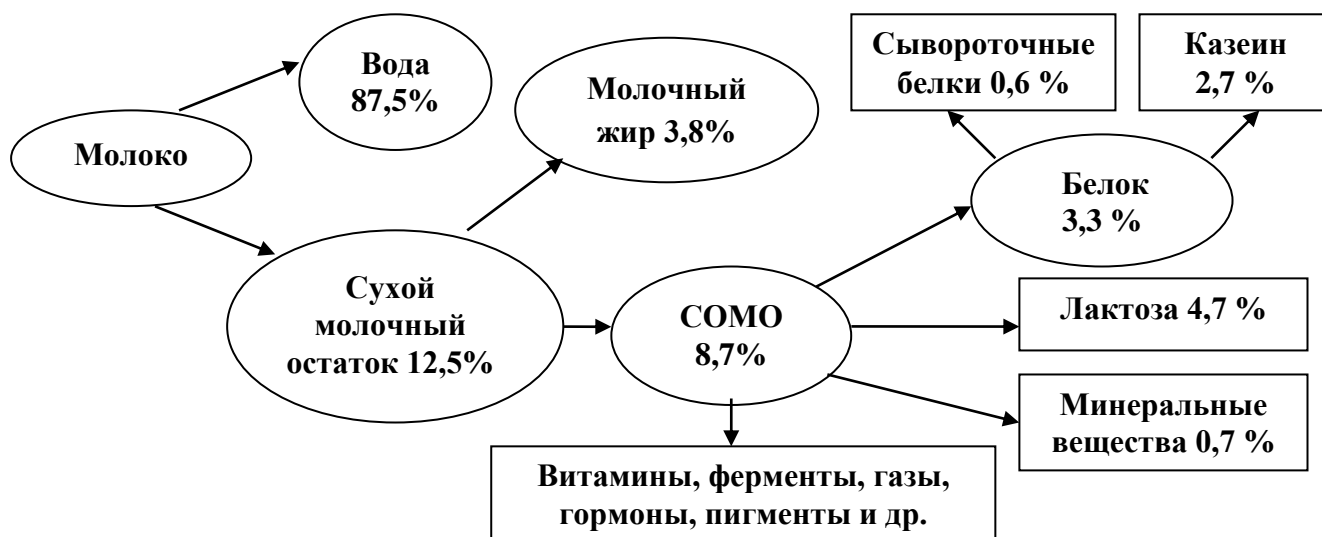 Молоко
Вода
87,5%
Сухой
молочный
остаток 12,5%
Молочный
жир 3,8%
СОМО
8,7%
Белок
3,3 %
Сывороточные
белки 0,6 %
Казеин
2,7 %
Лактоза 4,7 %
Минеральные
вещества 0,7 %
Витамины, ферменты, газы,
гормоны, пигменты и др.